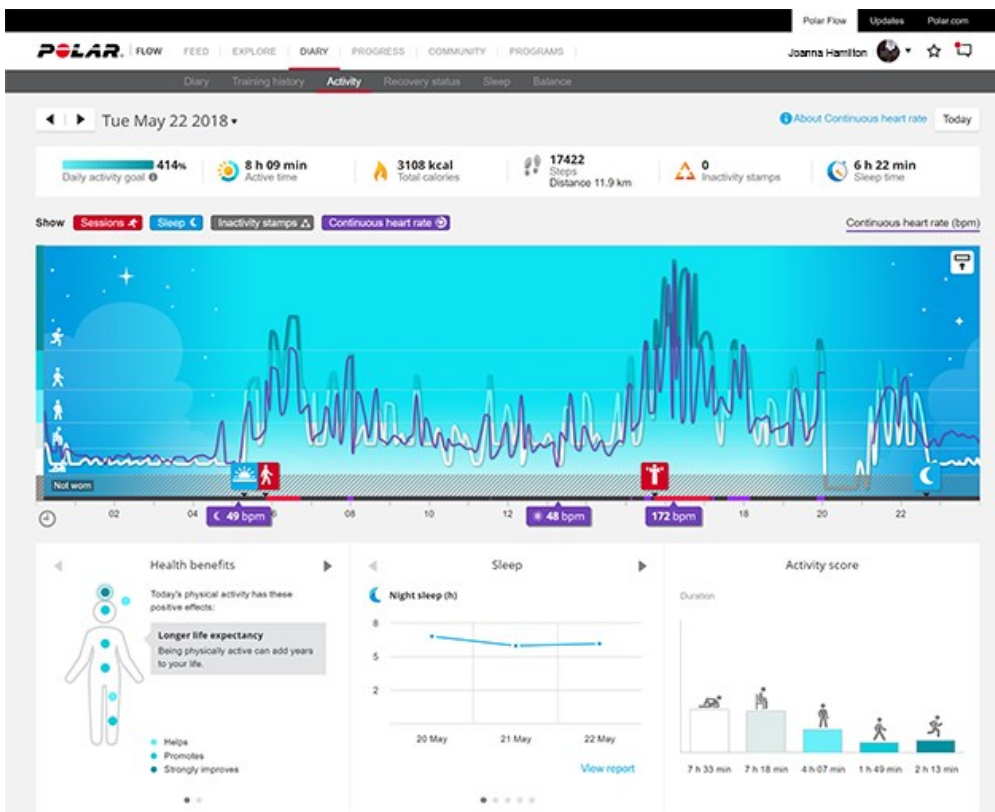 Polar Flow Updates Polar.com
POLAR. FLOW FEED EXPLORE DIARY PROGRESS COMMUNITY PROGRAMS Joanna Hamilton
Diary Training history Activity Recovery status Sleep Balance
Tue May 22 2018 About Continuous heart rate Today
414% 8 h 09 min 3108 kcal 17422 0 6 h 22 min
Daily activity goal Active time Total calories Steps Inactivity stamps Sleep time
Distance 11.9 km
Show Sessions Sleep Inactivity stamps Continuous heart rate Continuous heart rate (bpm)
Not worn
02 04 6 08 10 12 18 20 22
49 bpm 48 bpm 172 bpm
Health benefits
Today's physical activity has these
positive effects:
Longer life expectancy
Being physically active can add years
to your life.
Helps
Promotes
Strongly improves
Sleep
Night sleep (h)
8
5
2
20 May 21 May 22 May
View report
Activity score
Duration
7 h 33 min 7 h 18 min 4 h 07 min 1 h 49 min 2 h 13 min